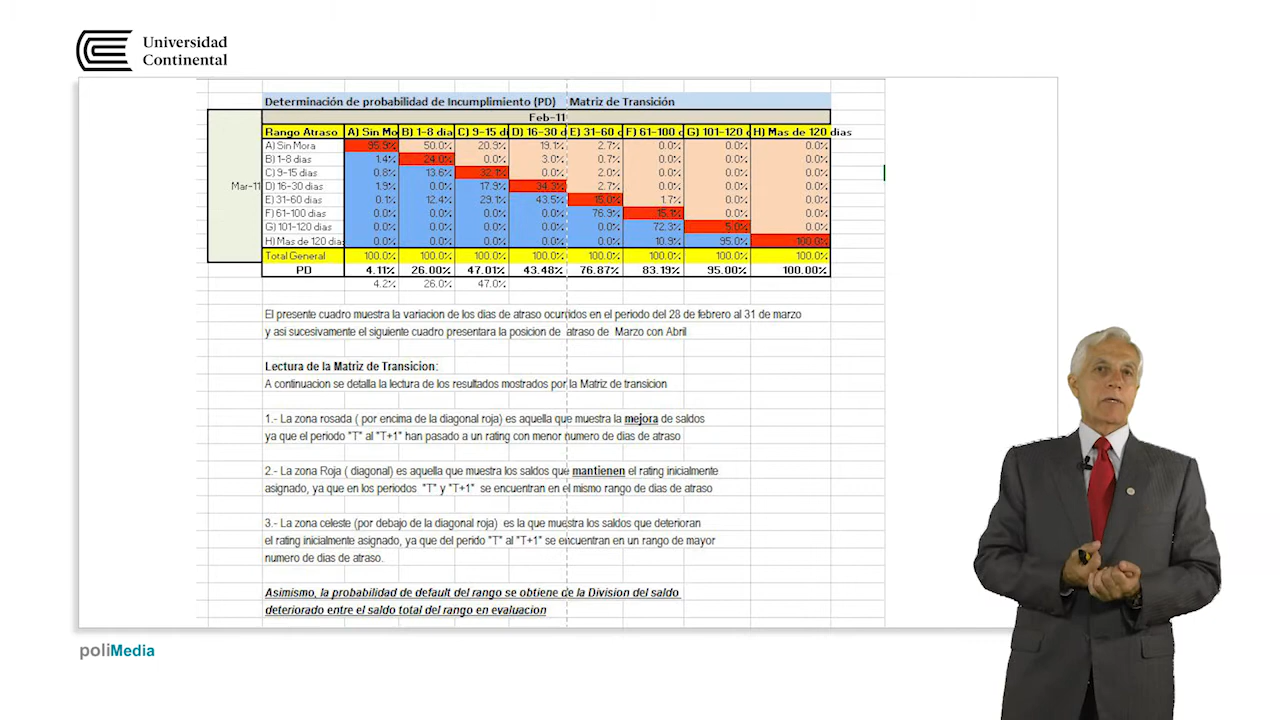 Universidad
Continental
Determinación de probabilidad de Incumplimiento (PD) Matriz de Transición
Feb-11
Rango Atraso A) Sin Mo B) 1-8 dia C) 9-15 di D) 16-30 d E) 31-60 d F) 61-100 d G) 101-120 d H) Mas de 120 dias
A) Sin Mora 95.9% 50.0% 20.9% 19.1% 2.7% 0.0% 0.0% 0.0%
B) 1-8 dias 1.4% 24.0% 0.0% 3.0% 0.7% 0.0% 0.0% 0.0%
C) 9-15 dias 0.8% 13.6% 32.1% 0.0% 2.0% 0.0% 0.0% 0.0%
Mar-11 D) 16-30 dias 1.9% 0.0% 17.9% 34.3% 2.7% 0.0% 0.0% 0.0%
E) 31-60 dias 0.1% 12.4% 29.1% 43.5% 15.0% 1.7% 0.0% 0.0%
F) 61-100 dias 0.0% 0.0% 0.0% 0.0% 76.9% 15.1% 0.0% 0.0%
G) 101-120 dias 0.0% 0.0% 0.0% 0.0% 0.0% 72.3% 5.0% 0.0%
H) Mas de 120 dia 0.0% 0.0% 0.0% 0.0% 0.0% 10.9% 95.0% 100.0%
Total General 100.0% 100.0% 100.0% 100.0% 100.0% 100.0% 100.0% 100.0%
PD 4.11% 26.00% 47.01% 43.48% 76.87% 83.19% 95.00% 100.00%
4.2% 26.0% 47.0%
El presente cuadro muestra la variacion de los dias de atraso ocurridos en el periodo del 28 de febrero al 31 de marzo
y asi sucesivamente el siguiente cuadro presentara la posicion de atraso de Marzo con Abril
Lectura de la Matriz de Transicion:
A continuacion se detalla la lectura de los resultados mostrados por la Matriz de transicion
1.- La zona rosada ( por encima de la diagonal roja) es aquella que muestra la mejora de saldos
ya que el periodo "T" al "T+1" han pasado a un rating con menor numero de dias de atraso
2.- La zona Roja ( diagonal) es aquella que muestra los saldos que mantienen el rating inicialmente
asignado, ya que en los periodos "T" y "T+1" se encuentran en el mismo rango de dias de atraso
3.- La zona celeste (por debajo de la diagonal roja) es la que muestra los saldos que deterioran
el rating inicialmente asignado, ya que del perido "T" al "T+1" se encuentran en un rango de mayor
numero de dias de atraso.
Asimismo, la probabilidad de default del rango se obtiene de la Division del saldo
deteriorado entre el saldo total del rango en evaluacion
poliMedia